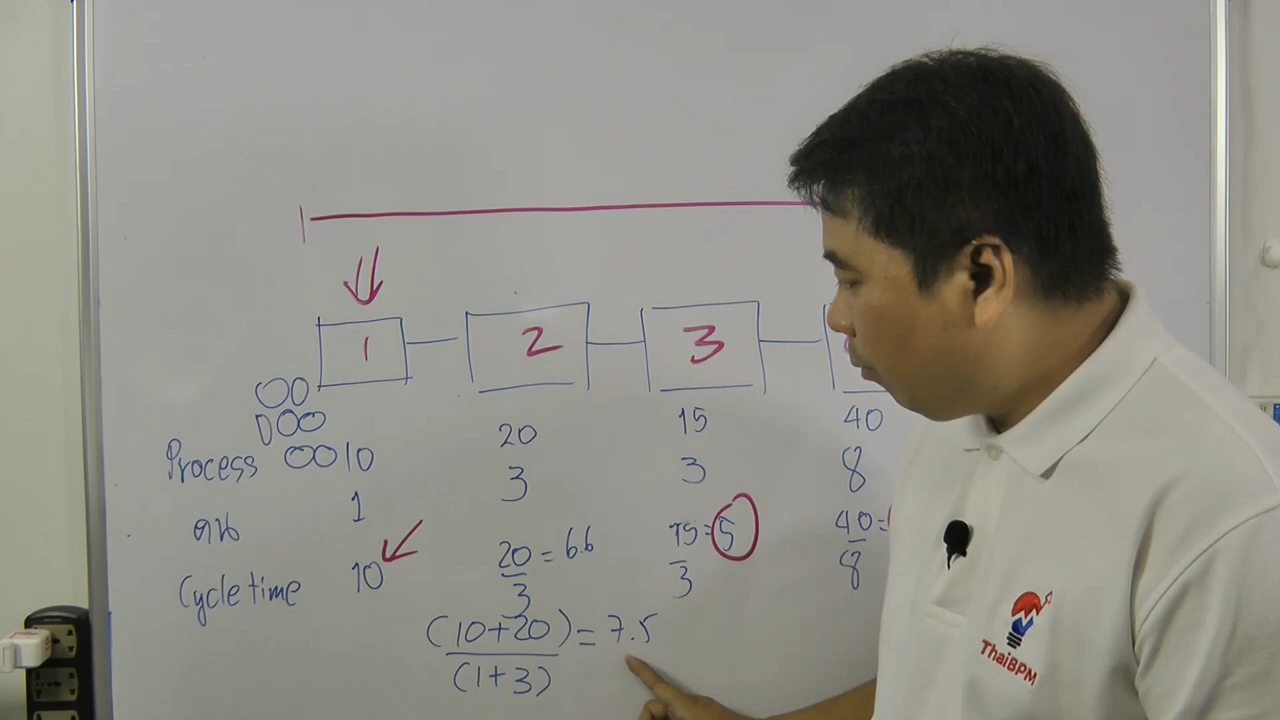 1 2 3
20 15 40
Process 10 3 3 8
คน 1
20/3 = 6.6 15/3 = 5 40/8 =
Cycle time 10
(10+20)/(1+3) = 7.5
ThaiBPM